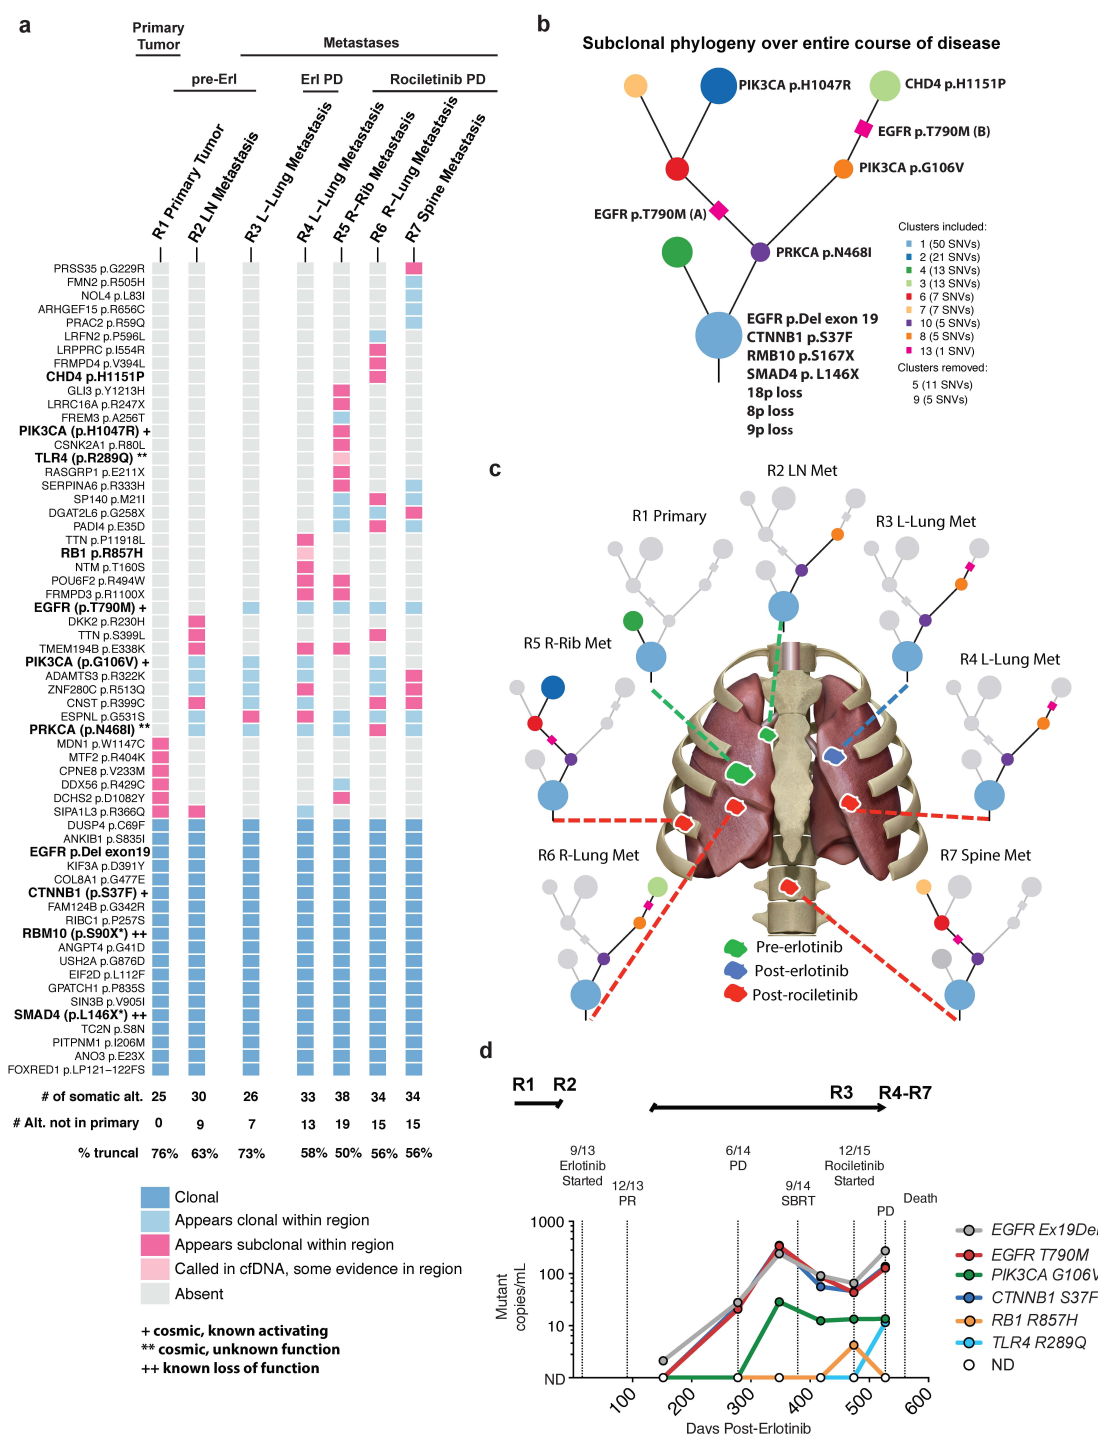 a
Primary
Tumor
Metastases
pre-Erl
Erl PD
Rociletinib PD
R1 Primary Tumor
R2 LN Metastasis
R3 L-Lung Metastasis
R4 L-Lung Metastasis
R5 R-Rib Metastasis
R6 R-Lung Metastasis
R7 Spine Metastasis
PRSS35 p.G229R
FMN2 p.R505H
NOL4 p.L83I
ARHGEF15 p.R656C
PRAC2 p.R59Q
LRFN2 p.P596L
LRPPRC p.I554R
FRMPD4 p.V394L
CHD4 p.H1151P
GLI3 p.Y1213H
LRRC16A p.R247X
FREM3 p.A256T
PIK3CA (p.H1047R) +
CSNK2A1 p.R80L
TLR4 (p.R289Q) **
RASGRP1 p.E211X
SERPINA6 p.R333H
SP140 p.M21I
DGAT2L6 p.G258X
PADI4 p.E35D
TTN p.P11918L
RB1 p.R857H
NTM p.T160S
POU6F2 p.R494W
FRMPD3 p.R1100X
EGFR (p.T790M) +
DKK2 p.R230H
TTN p.S399L
TMEM194B p.E338K
PIK3CA (p.G106V) +
ADAMTS3 p.R322K
ZNF280C p.R513Q
CNST p.R399C
ESPNL p.G531S
PRKCA (p.N468I) **
MDN1 p.W1147C
MTF2 p.R404K
CPNE8 p.V233M
DDX56 p.R429C
DCHS2 p.D1082Y
SIPA1L3 p.R366Q
DUSP4 p.C69F
ANKIB1 p.S835I
EGFR p.Del exon19
KIF3A p.D391Y
COL8A1 p.G477E
CTNNB1 (p.S37F) +
FAM124B p.G342R
RIBC1 p.P257S
RBM10 (p.S90X*) ++
ANGPT4 p.G41D
USH2A p.G876D
EIF2D p.L112F
GPATCH1 p.P835S
SIN3B p.V905I
SMAD4 (p.L146X*) ++
TC2N p.S8N
PITPNM1 p.I206M
ANO3 p.E23X
FOXRED1 p.LP121-122FS
# of somatic alt. 25 30 26 33 38 34 34
# Alt. not in primary 0 9 7 13 19 15 15
% truncal 76% 63% 73% 58% 50% 56% 56%
Clonal
Appears clonal within region
Appears subclonal within region
Called in cfDNA, some evidence in region
Absent
+ cosmic, known activating
** cosmic, unknown function
++ known loss of function
b
Subclonal phylogeny over entire course of disease
PIK3CA p.H1047R
CHD4 p.H1151P
EGFR p.T790M (B)
PIK3CA p.G106V
EGFR p.T790M (A)
PRKCA p.N468I
EGFR p.Del exon 19
CTNNB1 p.S37F
RMB10 p.S167X
SMAD4 p. L146X
18p loss
8p loss
9p loss
Clusters included:
1 (50 SNVs)
2 (21 SNVs)
4 (13 SNVs)
3 (13 SNVs)
6 (7 SNVs)
7 (7 SNVs)
10 (5 SNVs)
8 (5 SNVs)
13 (1 SNV)
Clusters removed:
5 (11 SNVs)
9 (5 SNVs)
c
R2 LN Met
R1 Primary
R3 L-Lung Met
R5 R-Rib Met
R4 L-Lung Met
R6 R-Lung Met
R7 Spine Met
Pre-erlotinib
Post-erlotinib
Post-rociletinib
d
R1 R2 R3 R4-R7
9/13
Erlotinib
Started
12/13
PR
6/14
PD
9/14
SBRT
12/15
Rociletinib
Started
PD
Death
1000
100
10
ND
Mutant
copies/mL
100 200 300 400 500 600
Days Post-Erlotinib
EGFR Ex19Del
EGFR T790M
PIK3CA G106V
CTNNB1 S37F
RB1 R857H
TLR4 R289Q
ND